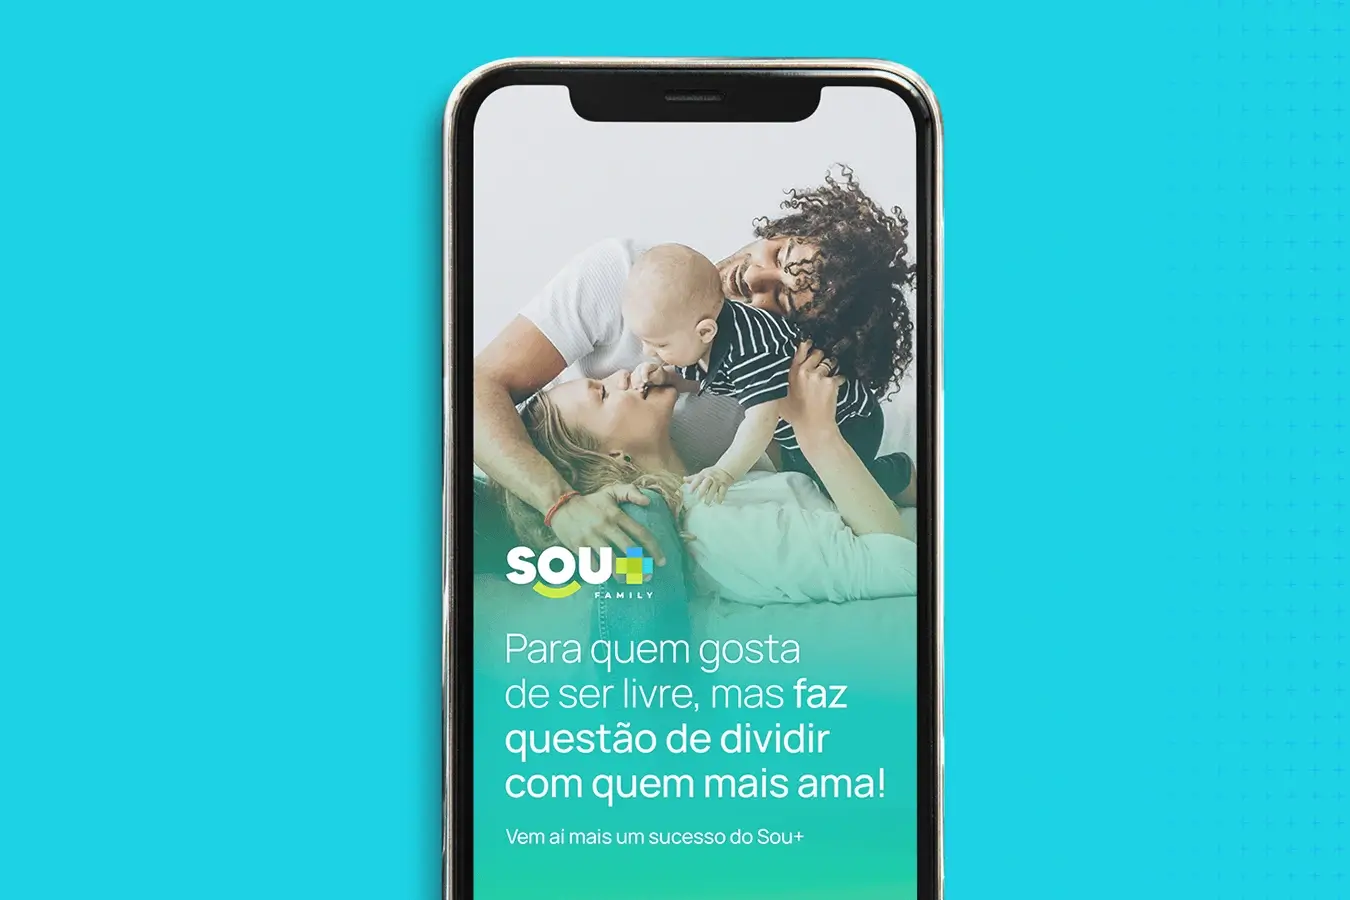 SOU+
FAMILY
Para quem gosta
de ser livre, mas faz
questão de dividir
com quem mais ama!
Vem ai mais um sucesso do Sou+